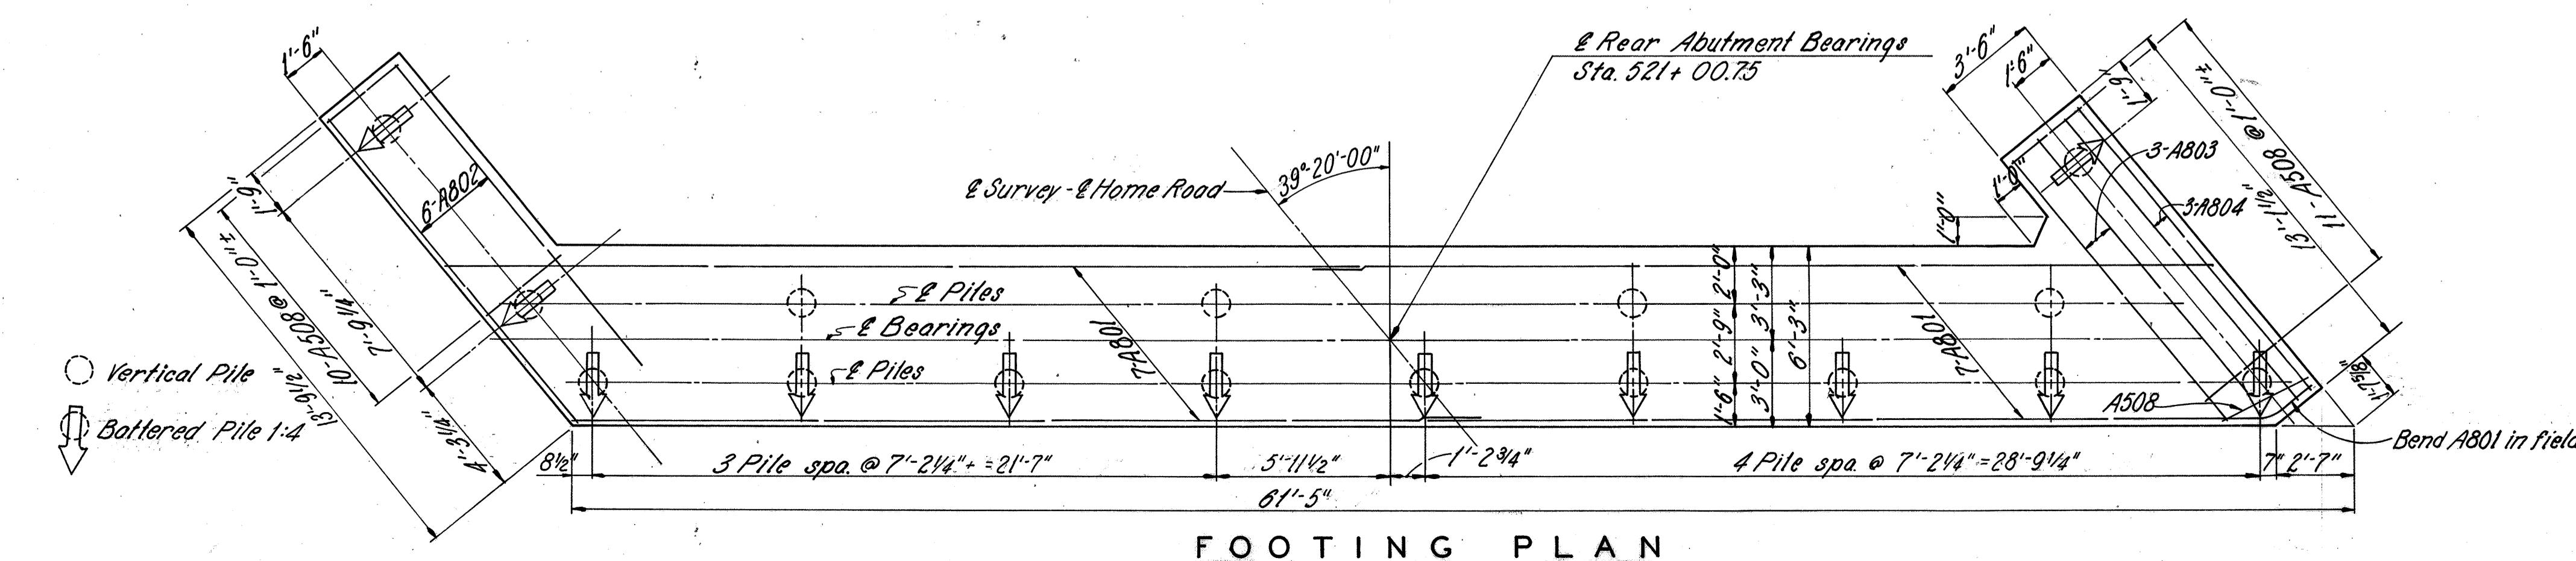 1'-6"
℄ Rear Abutment Bearings
Sta. 521+00.75
3'-6"
1'-6"
1'-9"
11-A508 @ 1'-0"±
13'-1½"
39°-20'-00"
℄ Survey - ℄ Home Road
3-A803
1'-0"
3-A804
6-A802
1'-9"
1'-0"
10-A508 @ 1'-0"±
7'-9¼"
13'-9½"
4'-3¼"
℄ Piles
℄ Bearings
℄ Piles
7-A801
2'-0"
2'-9"
1'-6"
3'-3"
3'-0"
6'-3"
7-A801
Vertical Pile
Battered Pile 1:4
A508
1'-7⅝"
Bend A801 in field
8½"
3 Pile spa. @ 7'-2¼"+ = 21'-7"
5'-11½"
1'-2¾"
4 Pile spa. @ 7'-2¼" = 28'-9¼"
7"
2'-7"
61'-5"
FOOTING PLAN